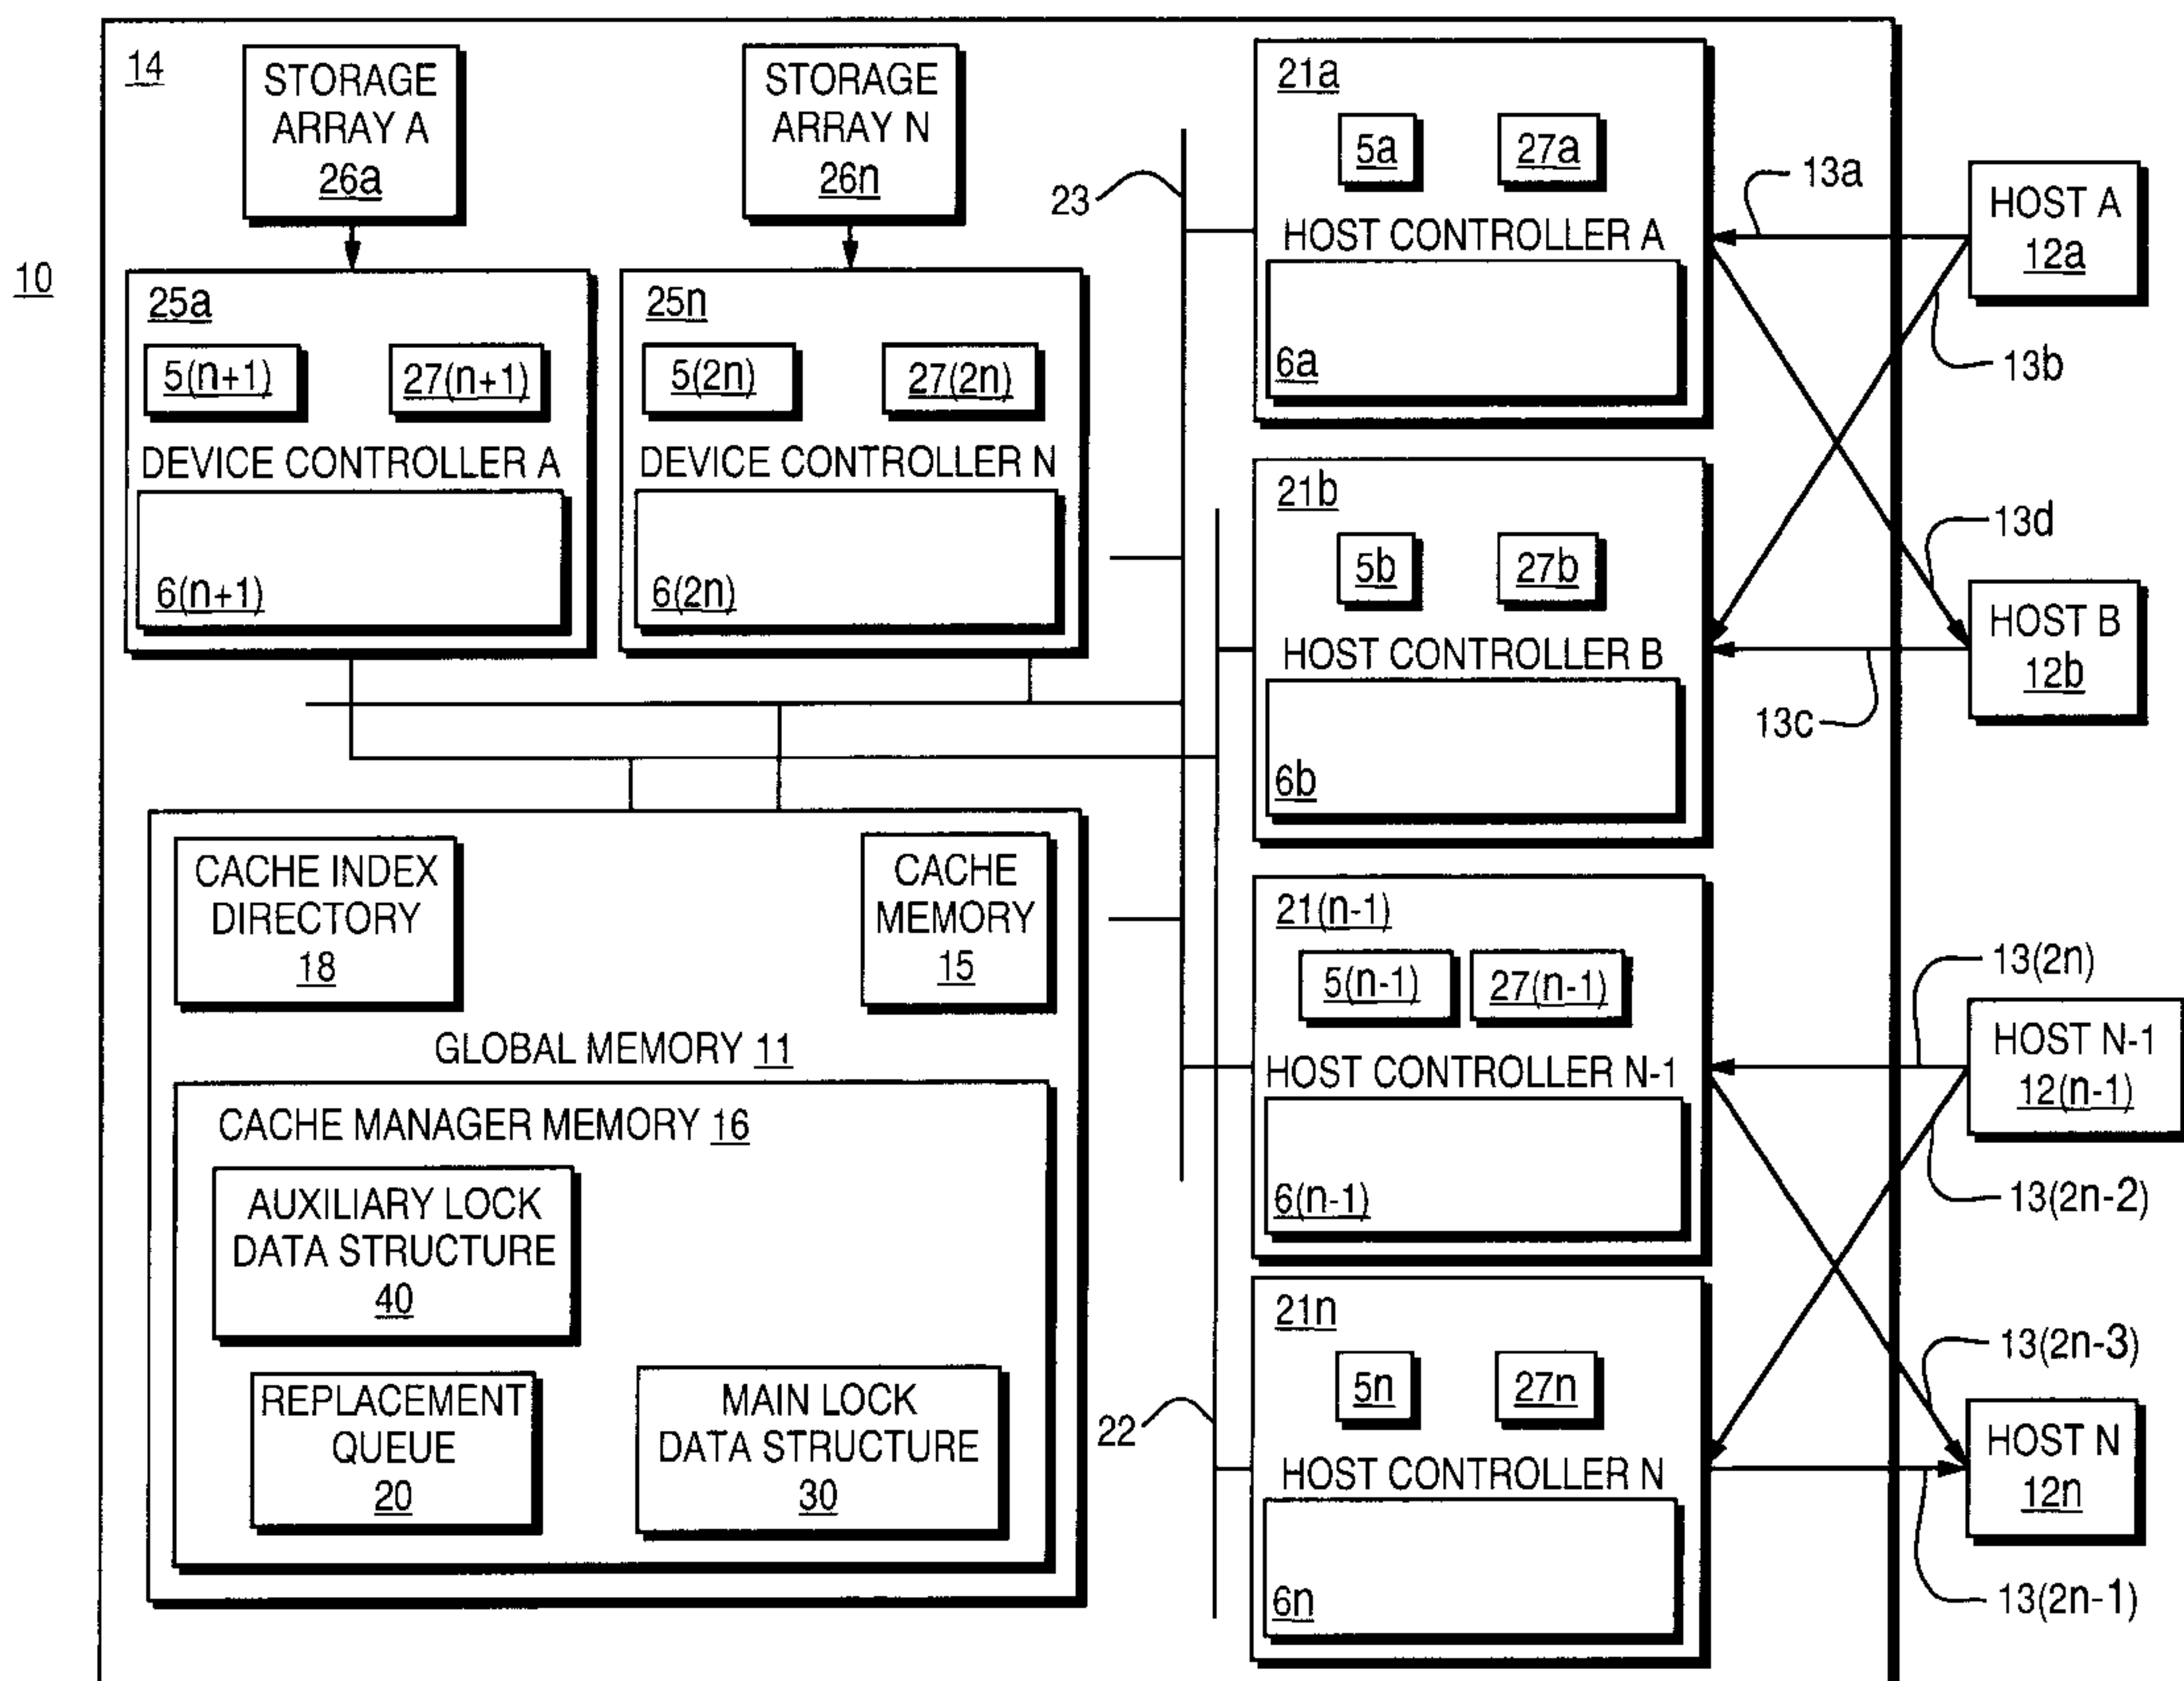 10
14
STORAGE
ARRAY A
26a
STORAGE
ARRAY N
26n
25a
5(n+1)
27(n+1)
DEVICE CONTROLLER A
6(n+1)
25n
5(2n)
27(2n)
DEVICE CONTROLLER N
6(2n)
CACHE INDEX
DIRECTORY
18
CACHE
MEMORY
15
GLOBAL MEMORY 11
CACHE MANAGER MEMORY 16
AUXILIARY LOCK
DATA STRUCTURE
40
REPLACEMENT
QUEUE
20
MAIN LOCK
DATA STRUCTURE
30
23
22
21a
5a
27a
HOST CONTROLLER A
6a
21b
5b
27b
HOST CONTROLLER B
6b
21(n-1)
5(n-1)
27(n-1)
HOST CONTROLLER N-1
6(n-1)
21n
5n
27n
HOST CONTROLLER N
6n
13a
HOST A
12a
13b
13d
HOST B
12b
13c
13(2n)
HOST N-1
12(n-1)
13(2n-2)
13(2n-3)
HOST N
12n
13(2n-1)